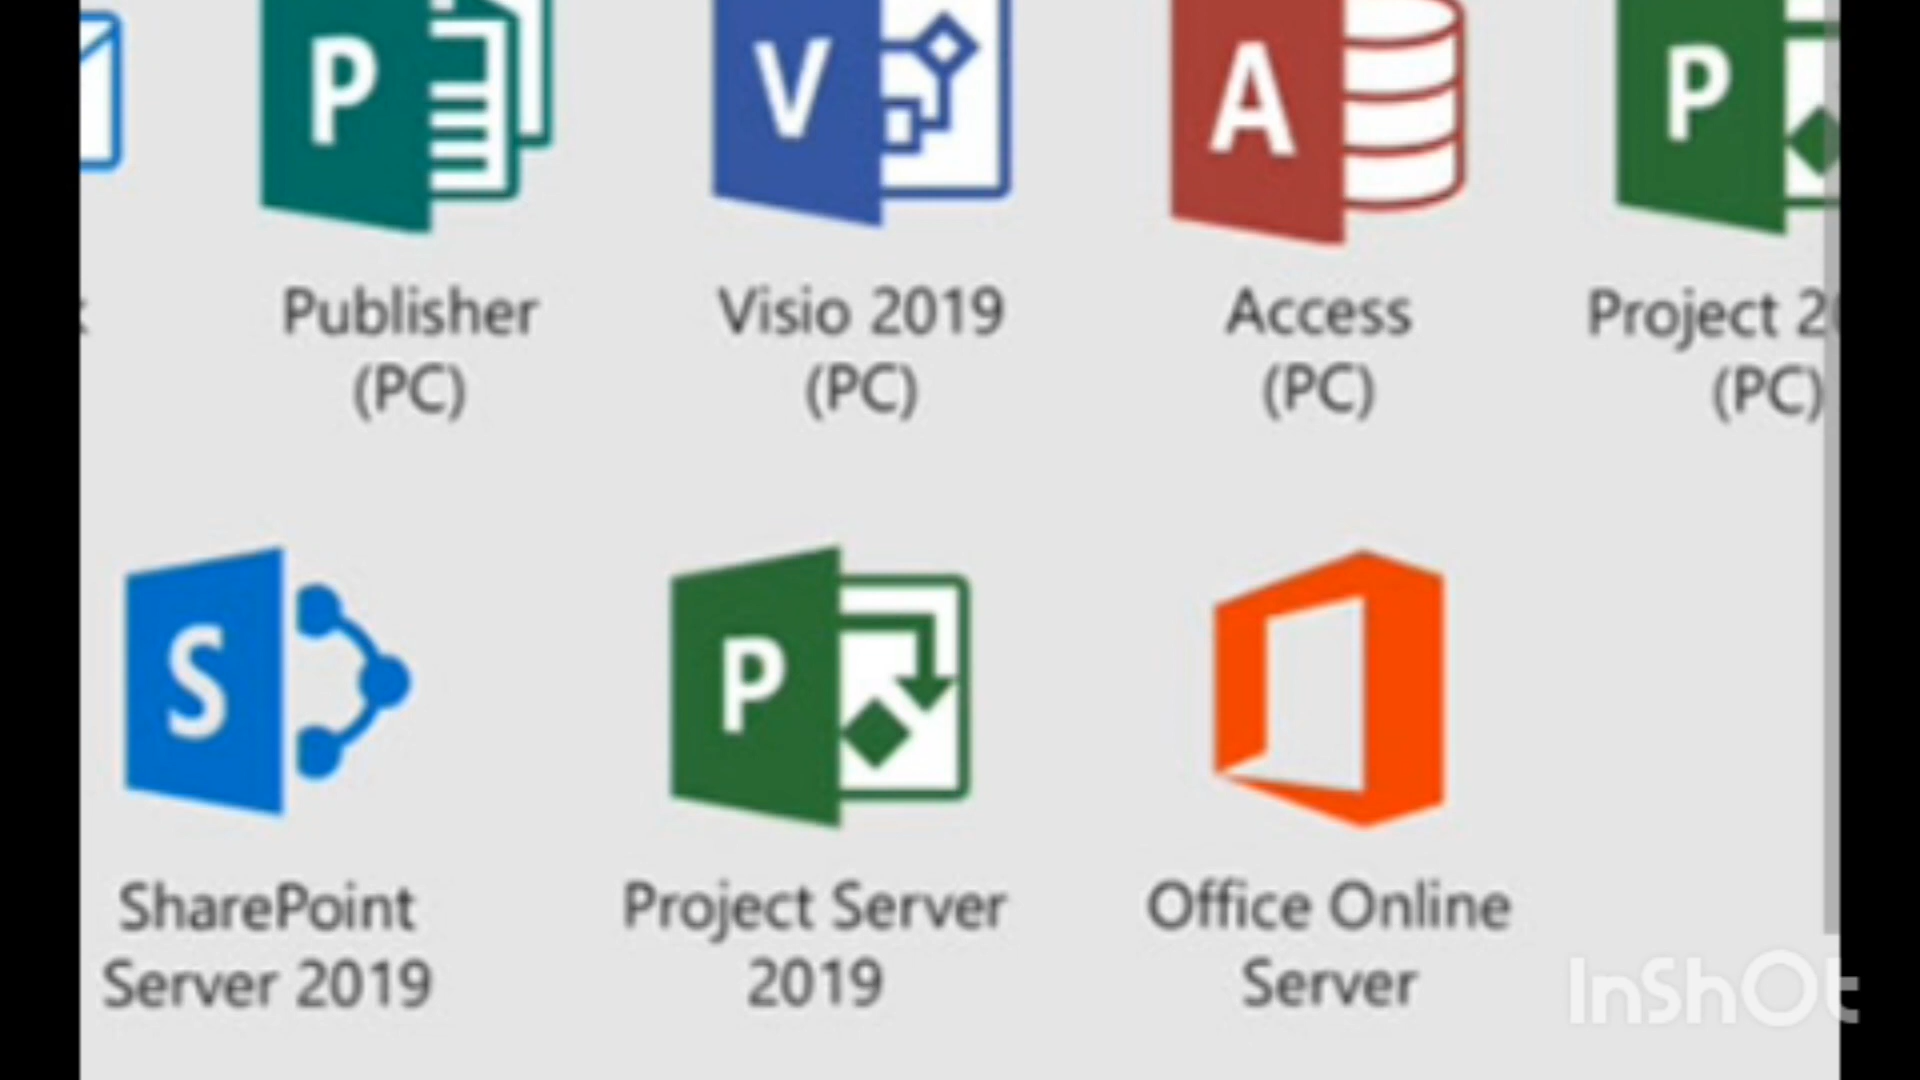 P
V
A
P
Publisher
(PC)
Visio 2019
(PC)
Access
(PC)
Project
(PC)
S
P
SharePoint
Server 2019
Project Server
2019
Office Online
Server
InShOt